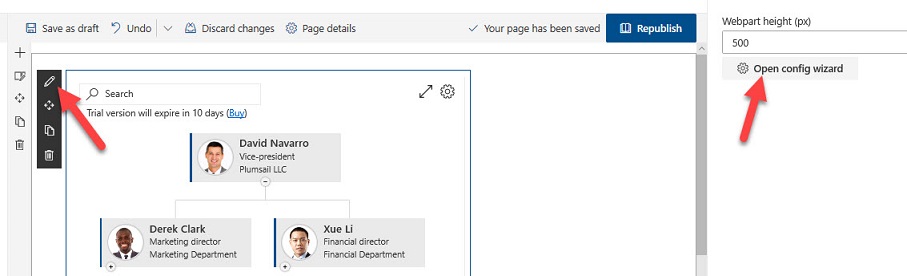 Save as draft Undo Discard changes Page details Your page has been saved Republish
Search
Trial version will expire in 10 days (Buy)
David Navarro
Vice-president
Plumsail LLC
Derek Clark
Marketing director
Marketing Department
Xue Li
Financial director
Financial Department
Webpart height (px)
500
Open config wizard